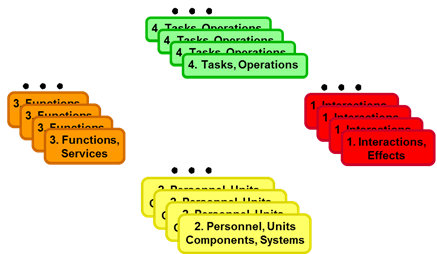 4. Tasks, Operations
4. Tasks, Operations
4. Tasks, Operations
4. Tasks, Operations
3. Functions
3. Functions
3. Functions
3. Functions,
Services
1. Interactions
1. Interactions
1. Interactions
1. Interactions,
Effects
2. Personnel, Units
2. Personnel, Units
2. Personnel, Units
2. Personnel, Units
Components, Systems